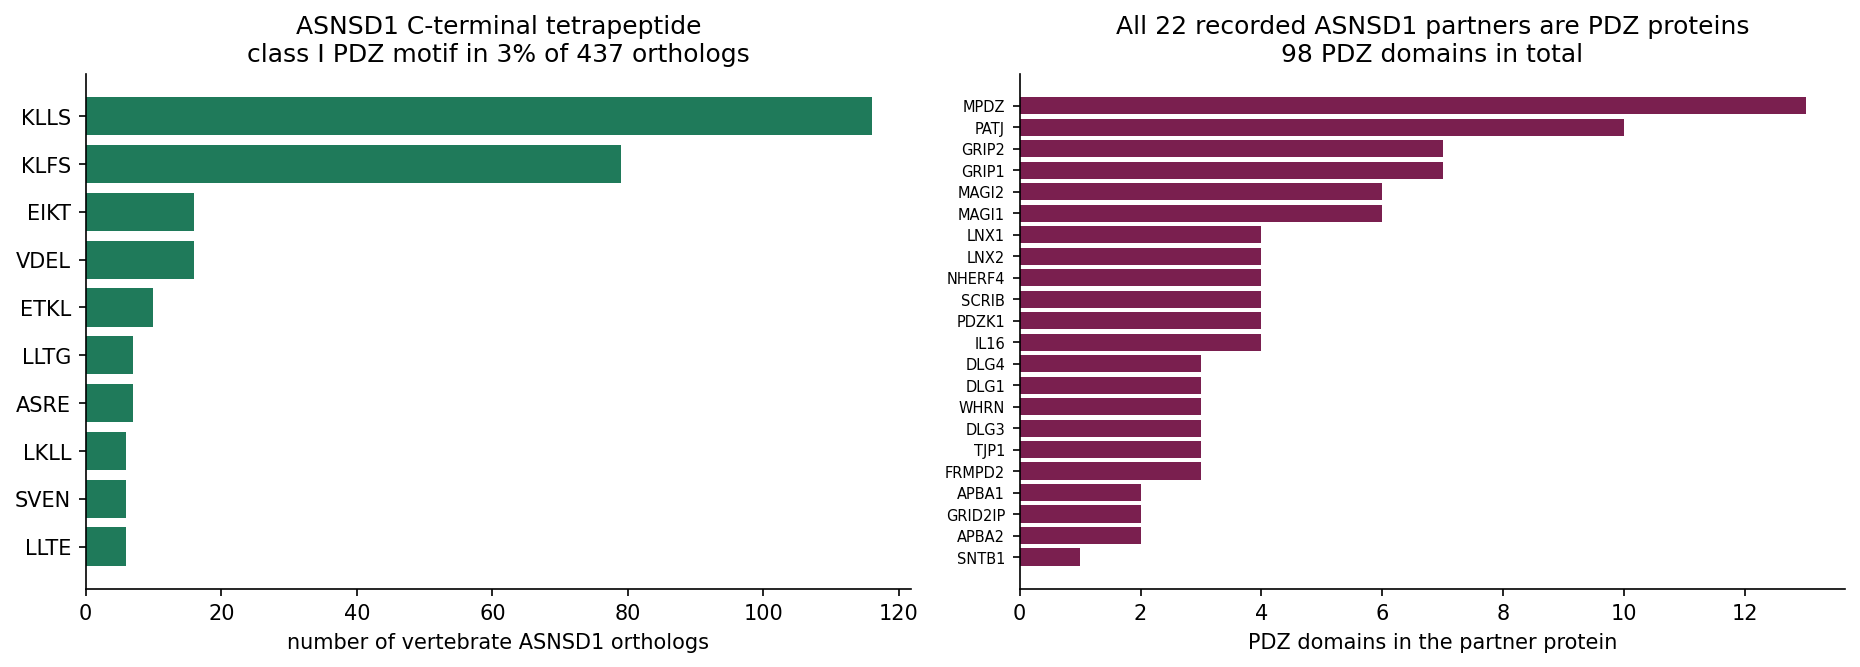 ASNSD1 C-terminal tetrapeptide
class I PDZ motif in 3% of 437 orthologs
KLLS
KLFS
EIKT
VDEL
ETKL
LLTG
ASRE
LKLL
SVEN
LLTE
0 20 40 60 80 100 120
number of vertebrate ASNSD1 orthologs
All 22 recorded ASNSD1 partners are PDZ proteins
98 PDZ domains in total
MPDZ
PATJ
GRIP2
GRIP1
MAGI2
MAGI1
LNX1
LNX2
NHERF4
SCRIB
PDZK1
IL16
DLG4
DLG1
WHRN
DLG3
TJP1
FRMPD2
APBA1
GRID2IP
APBA2
SNTB1
0 2 4 6 8 10 12
PDZ domains in the partner protein